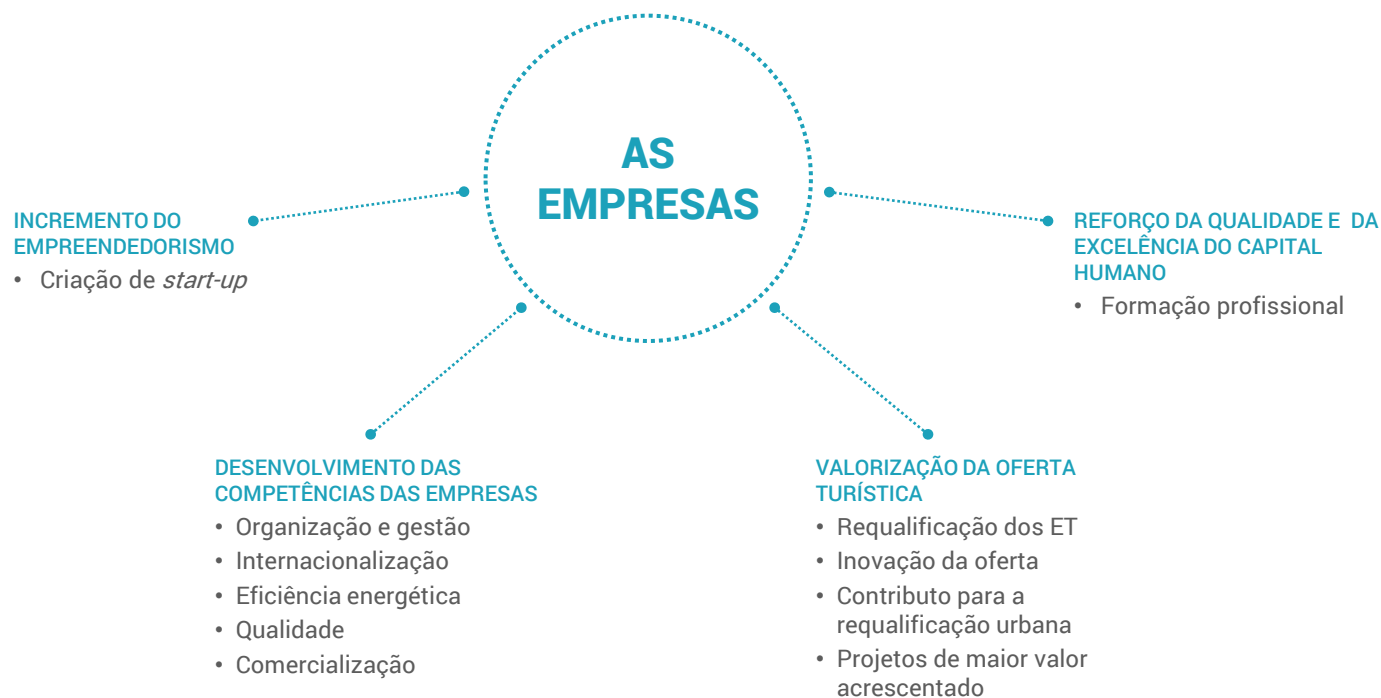 AS
EMPRESAS
INCREMENTO DO
EMPREENDEDORISMO
• Criação de start-up
REFORÇO DA QUALIDADE E DA
EXCELÊNCIA DO CAPITAL
HUMANO
• Formação profissional
DESENVOLVIMENTO DAS
COMPETÊNCIAS DAS EMPRESAS
• Organização e gestão
• Internacionalização
• Eficiência energética
• Qualidade
• Comercialização
VALORIZAÇÃO DA OFERTA
TURÍSTICA
• Requalificação dos ET
• Inovação da oferta
• Contributo para a
requalificação urbana
• Projetos de maior valor
acrescentado